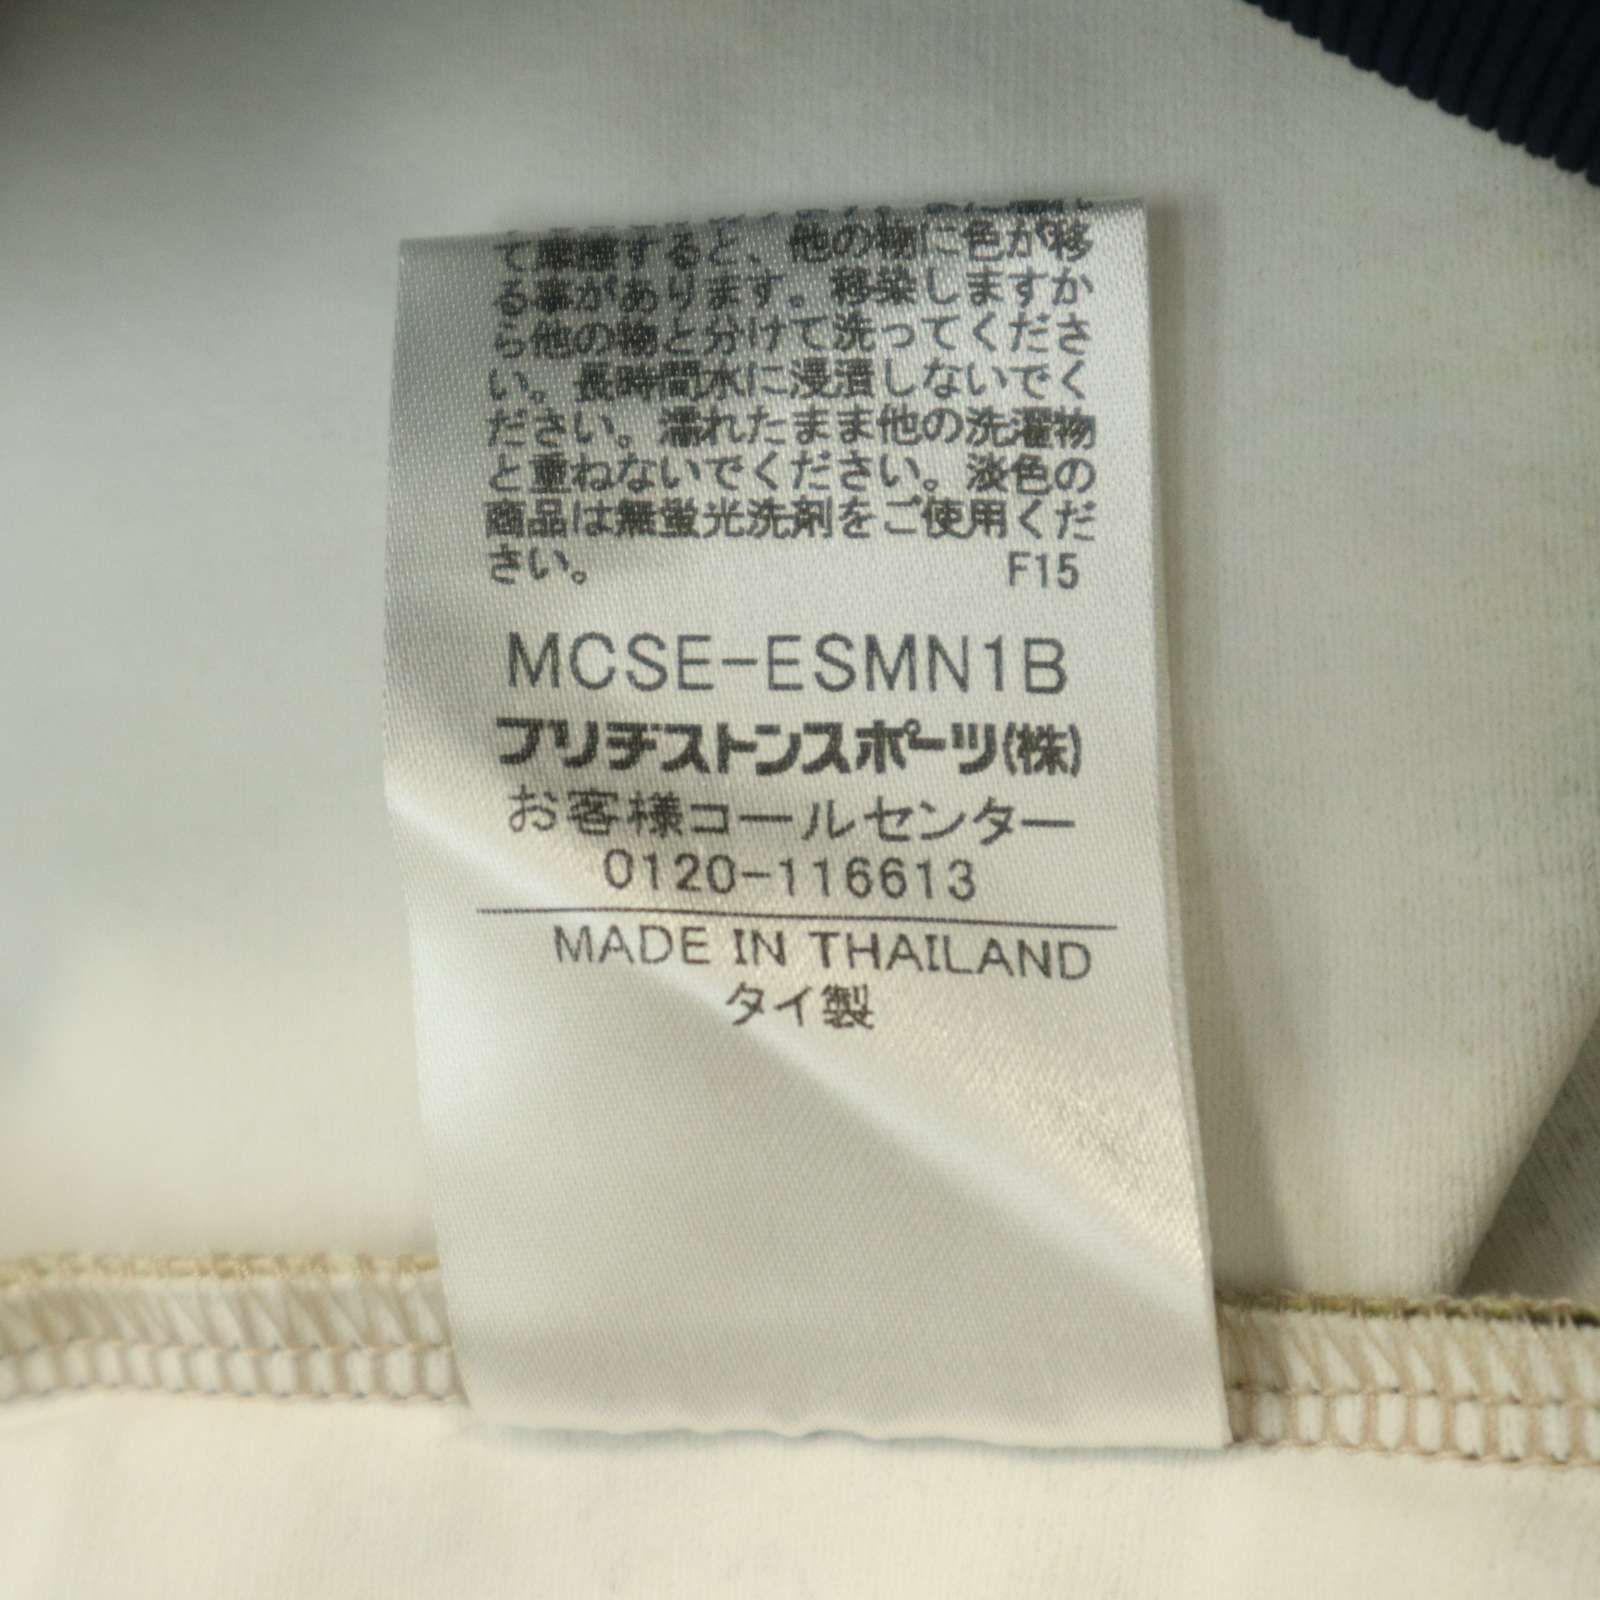 て摩擦すると、他の物に色が移
る事があります。移染しますか
ら他の物と分けて洗ってくださ
い。長時間水に浸漬しないでく
ださい。濡れたまま他の洗濯物
と重ねないでください。淡色の
商品は無蛍光洗剤をご使用くだ
さい。 F15
MCSE-ESMN1B
ブリヂストンスポーツ(株)
お客様コールセンター
0120-116613
MADE IN THAILAND
タイ製